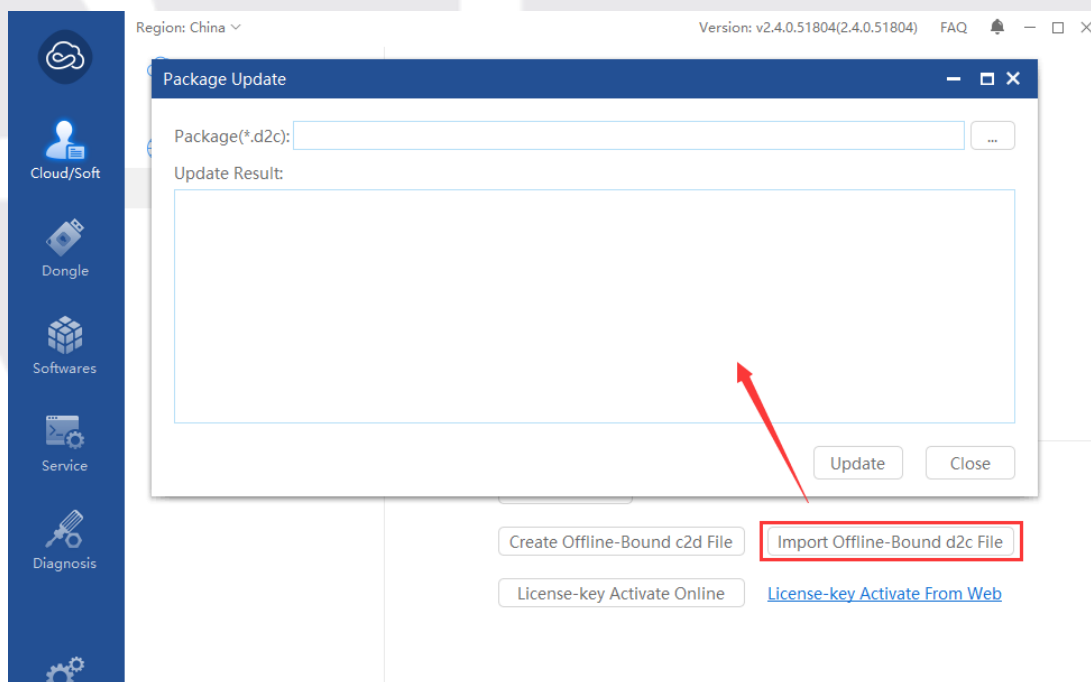 Region: China
Version: v2.4.0.51804(2.4.0.51804) FAQ
Package Update
Package(*.d2c):
...
Update Result:
Cloud/Soft
Dongle
Softwares
Service
Diagnosis
Update Close
Create Offline-Bound c2d File Import Offline-Bound d2c File
License-key Activate Online License-key Activate From Web